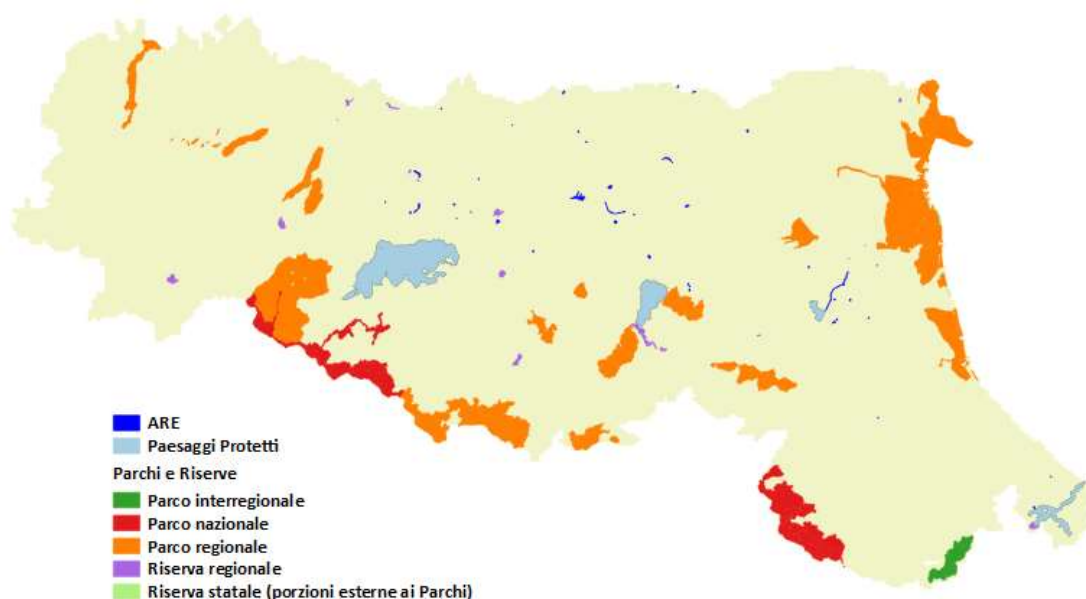 ARE
Paesaggi Protetti
Parchi e Riserve
Parco interregionale
Parco nazionale
Parco regionale
Riserva regionale
Riserva statale (porzioni esterne ai Parchi)